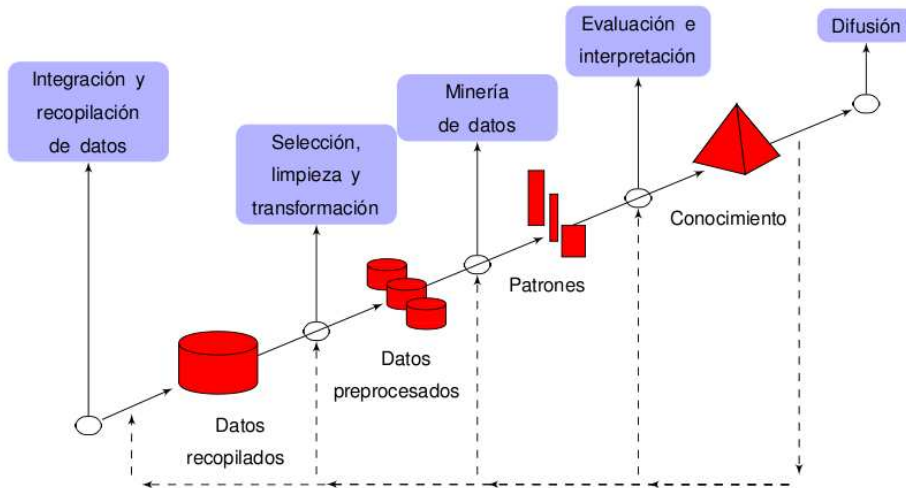 Integración y
recopilación
de datos
Selección,
limpieza y
transformación
Minería
de datos
Evaluación e
interpretación
Difusión
Datos
recopilados
Datos
preprocesados
Patrones
Conocimiento